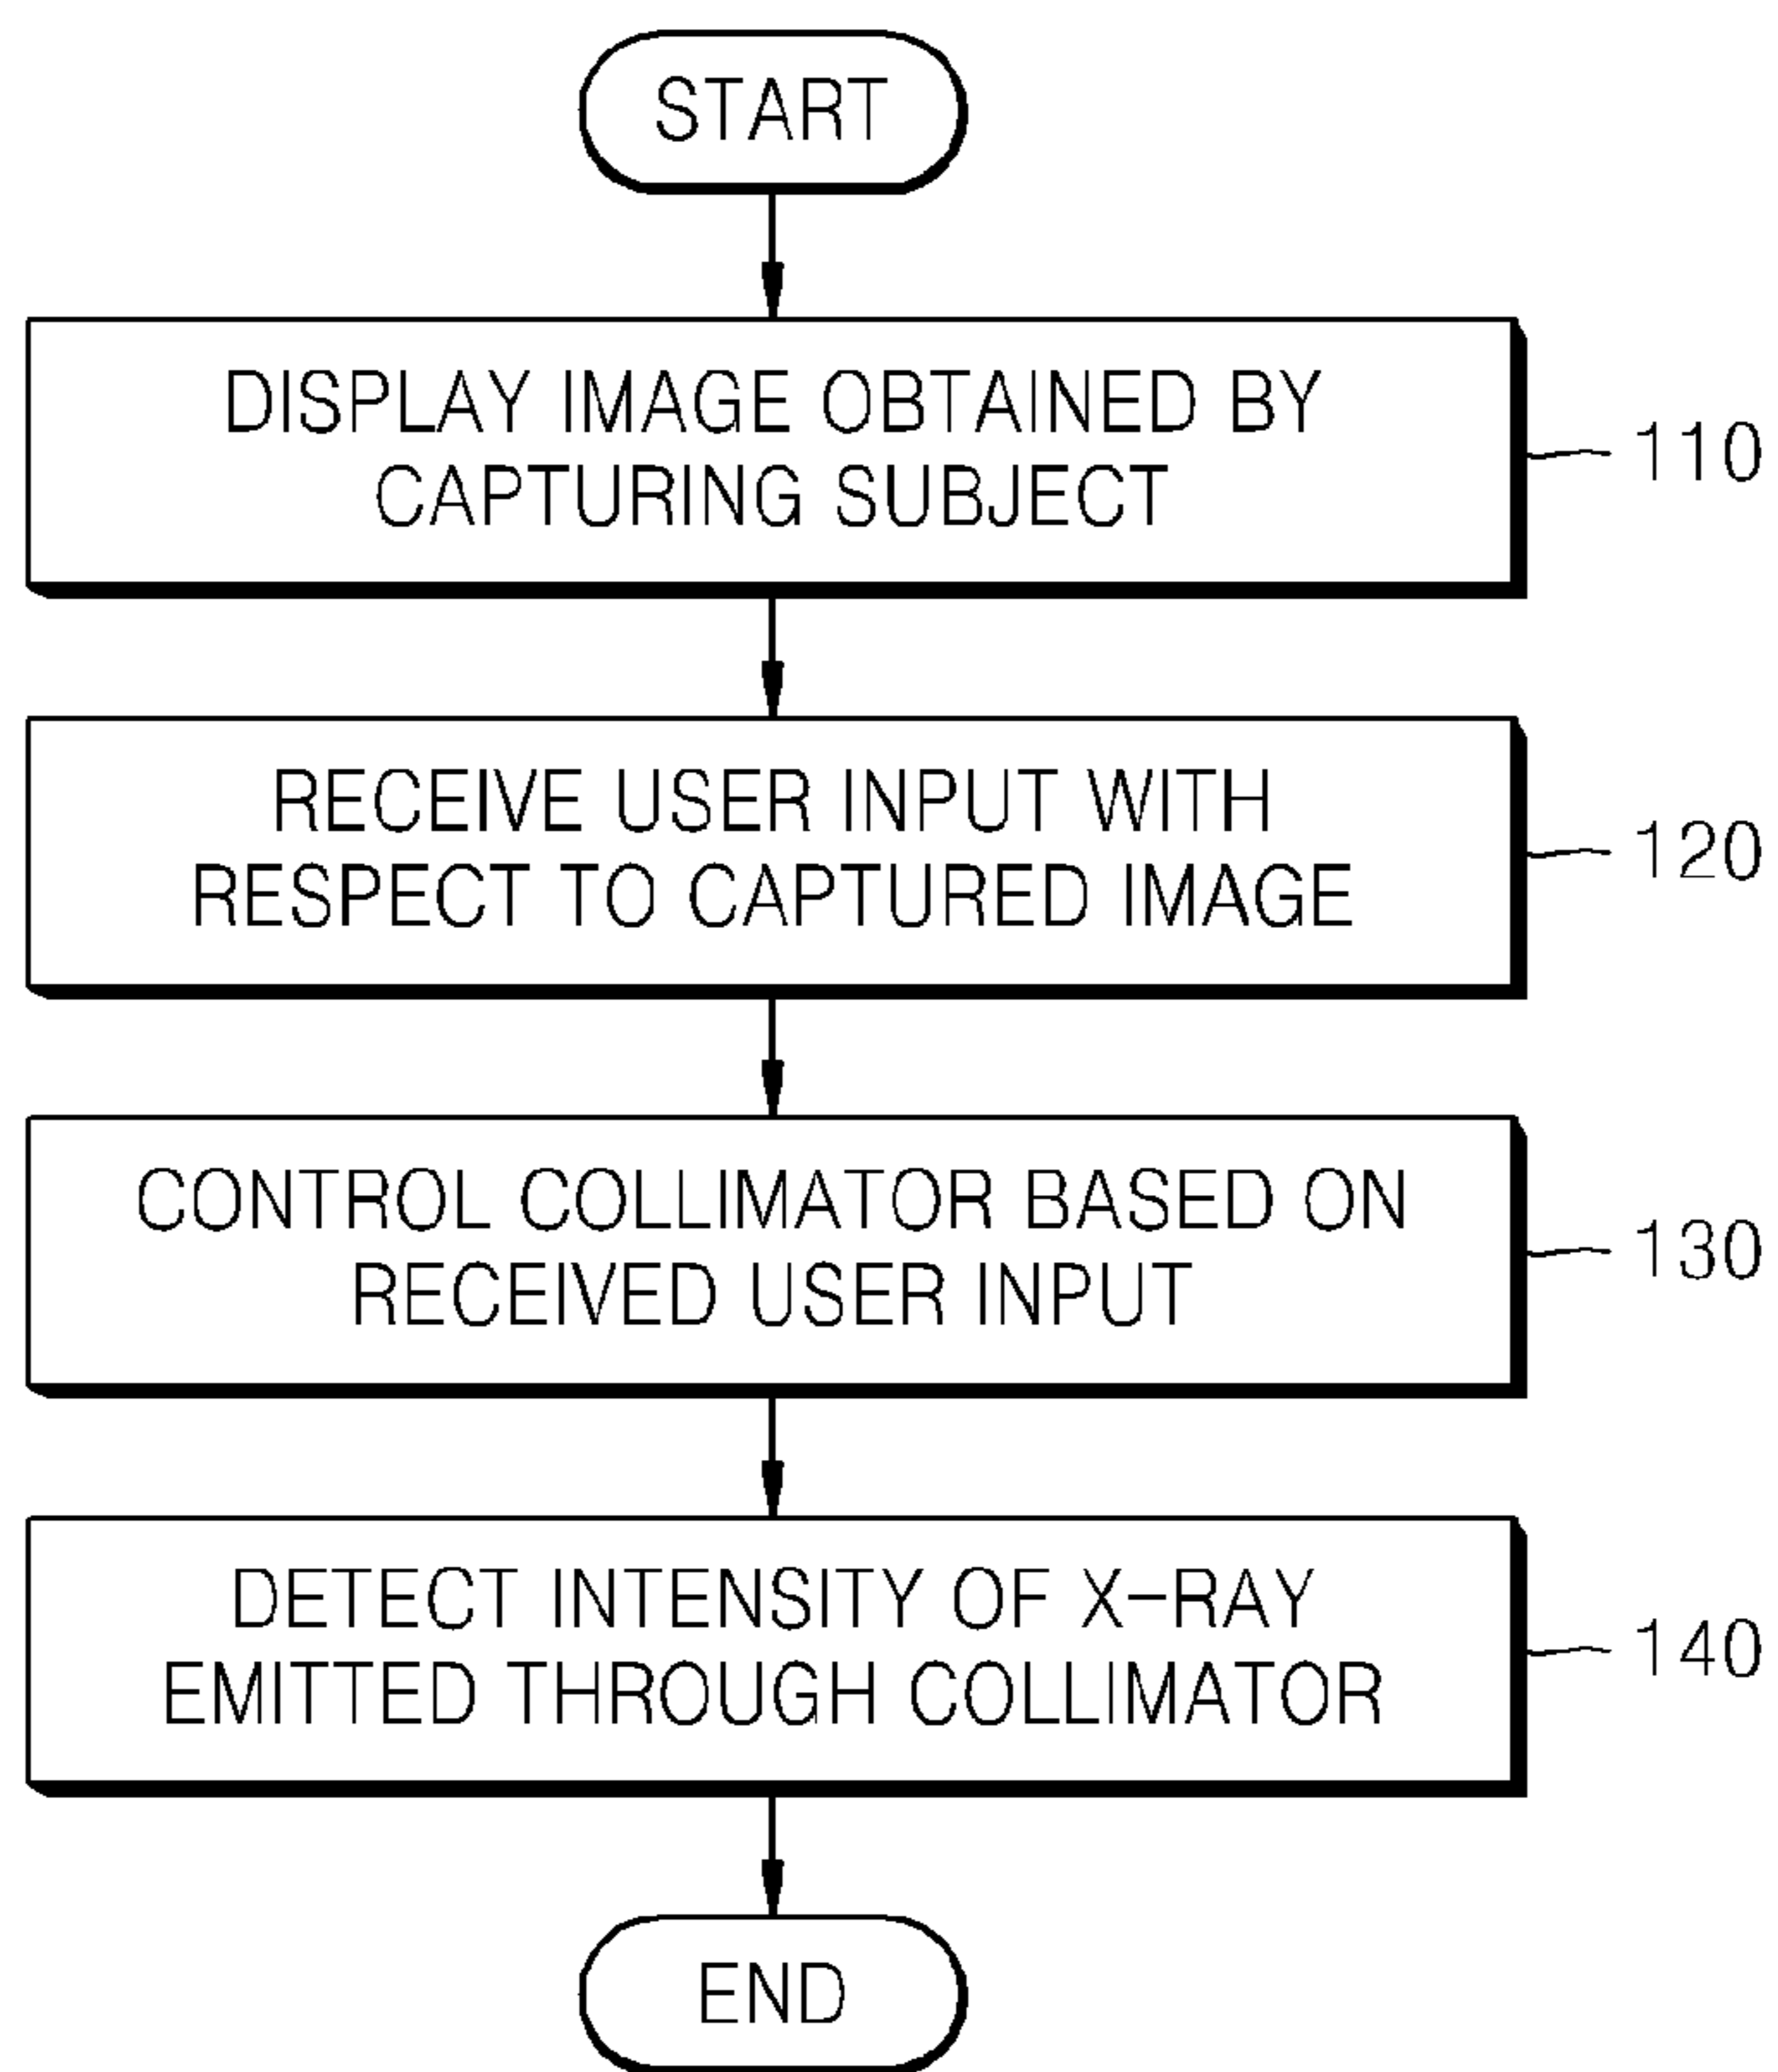 START
DISPLAY IMAGE OBTAINED BY
CAPTURING SUBJECT
110
RECEIVE USER INPUT WITH
RESPECT TO CAPTURED IMAGE
120
CONTROL COLLIMATOR BASED ON
RECEIVED USER INPUT
130
DETECT INTENSITY OF X-RAY
EMITTED THROUGH COLLIMATOR
140
END